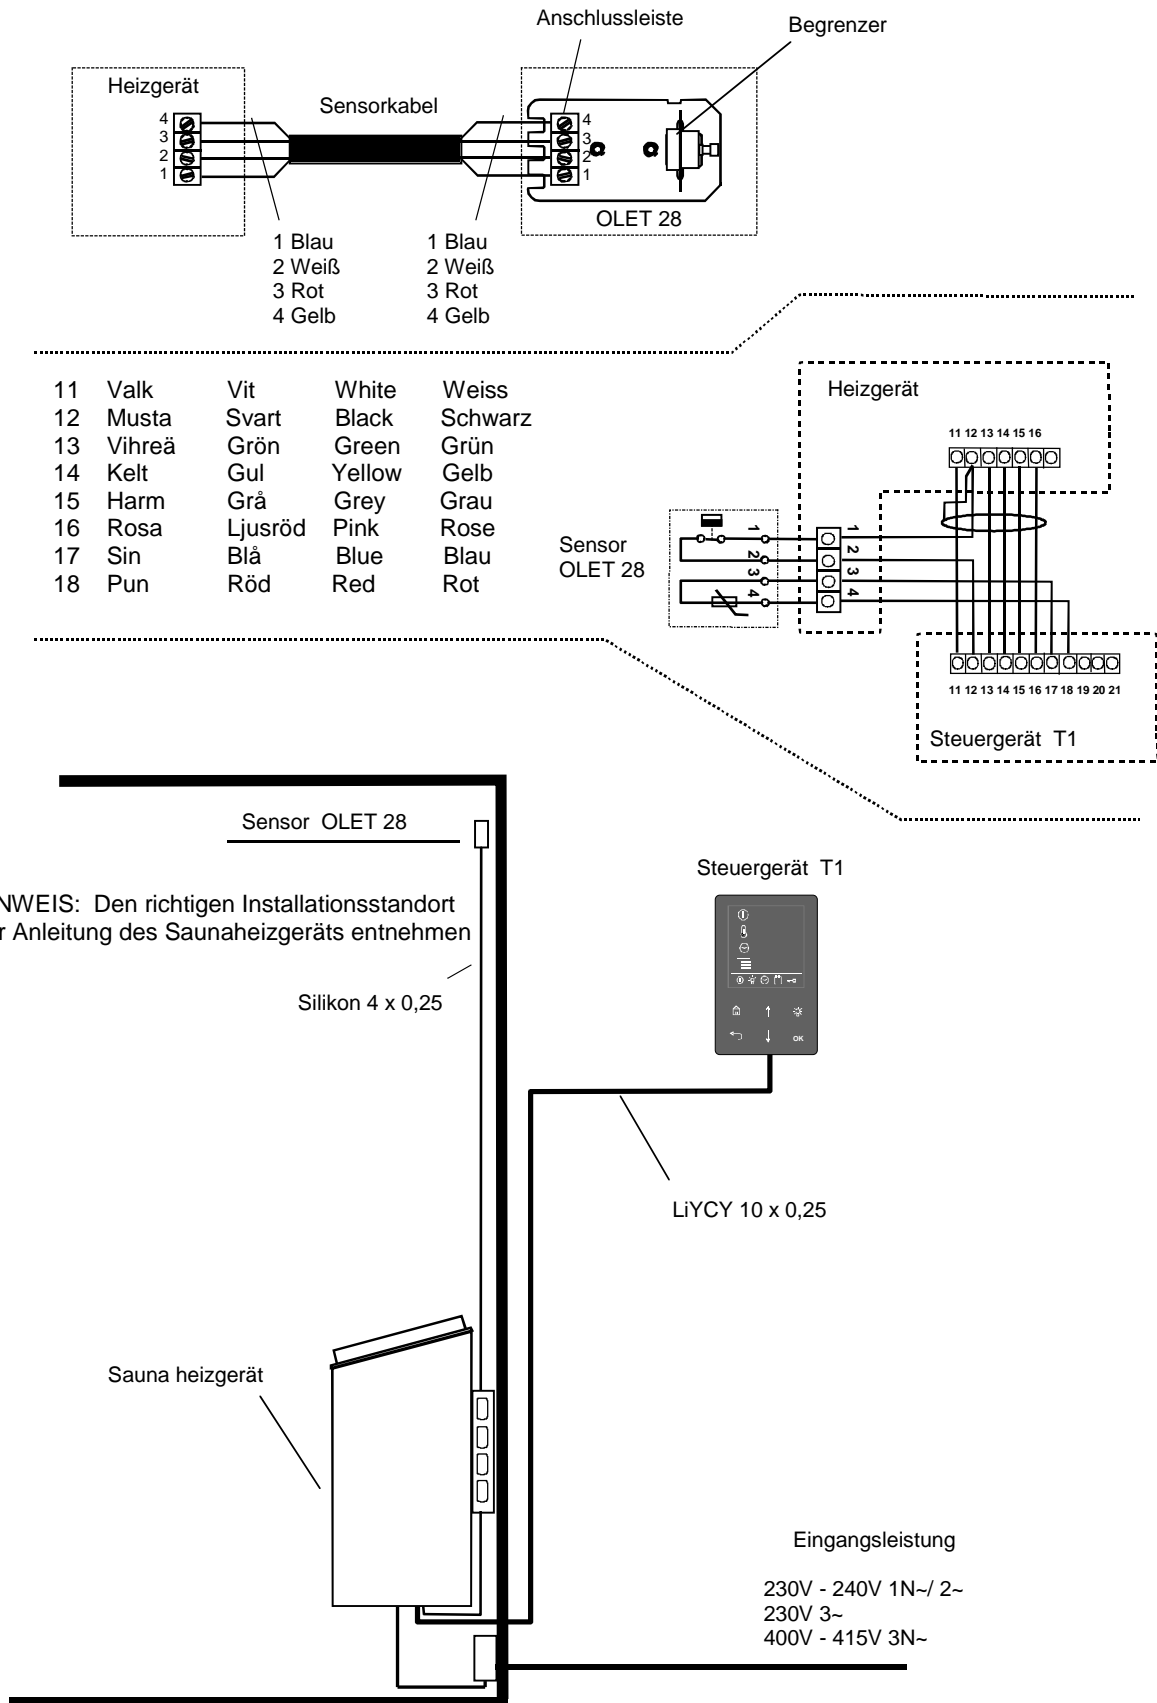 Anschlussleiste
Begrenzer
Heizgerät
Sensorkabel
4
3
2
1
4
3
2
1
OLET 28
1 Blau
2 Weiß
3 Rot
4 Gelb
1 Blau
2 Weiß
3 Rot
4 Gelb
11 Valk Vit White Weiss
12 Musta Svart Black Schwarz
13 Vihreä Grön Green Grün
14 Kelt Gul Yellow Gelb
15 Harm Grå Grey Grau
16 Rosa Ljusröd Pink Rose
17 Sin Blå Blue Blau
18 Pun Röd Red Rot
Heizgerät
11 12 13 14 15 16
Sensor
OLET 28
1
2
3
4
1
2
3
4
11 12 13 14 15 16 17 18 19 20 21
Steuergerät T1
Sensor OLET 28
NWEIS: Den richtigen Installationsstandort
r Anleitung des Saunaheizgeräts entnehmen
Silikon 4 x 0,25
Steuergerät T1
OK
LiYCY 10 x 0,25
Sauna heizgerät
Eingangsleistung
230V - 240V 1N~/ 2~
230V 3~
400V - 415V 3N~